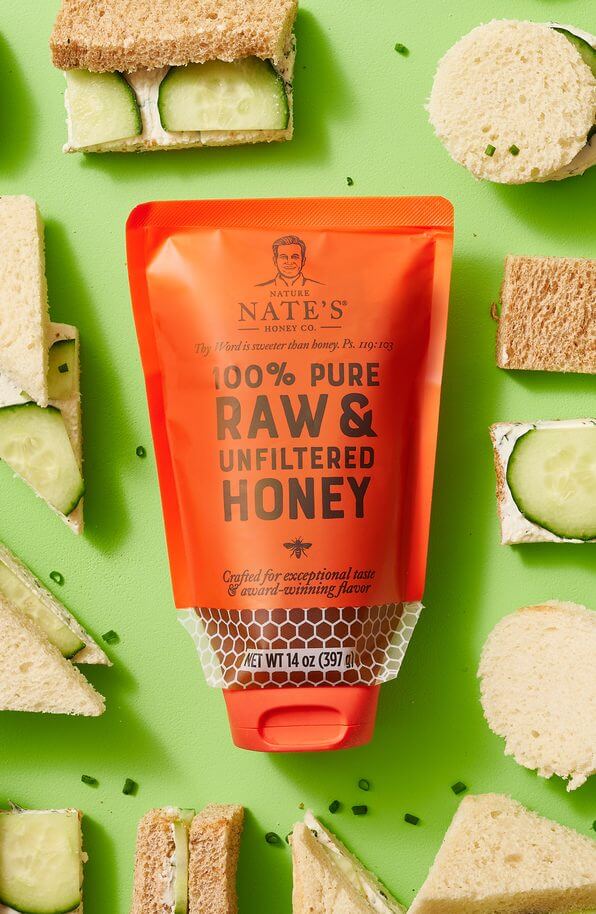 NATURE
NATE'S®
HONEY CO.
Thy Word is sweeter than honey. Ps. 119:103
100% PURE
RAW &
UNFILTERED
HONEY
Crafted for exceptional taste
& award-winning flavor
NET WT 14 oz (397 g)